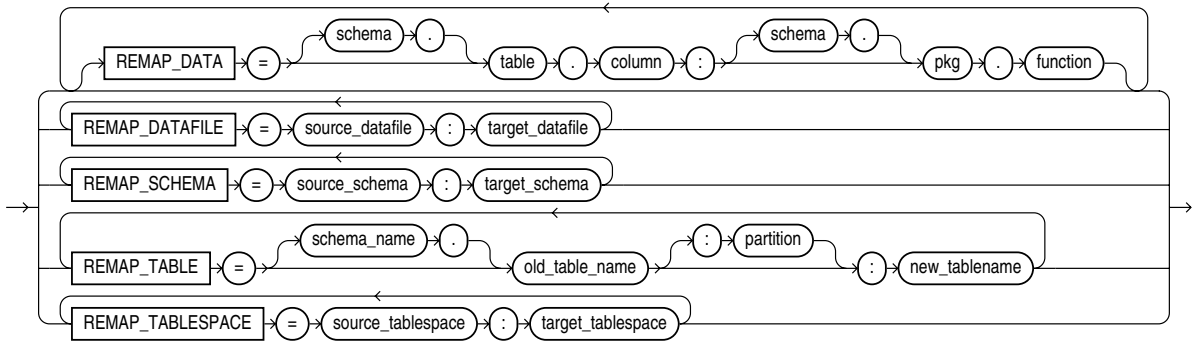 schema . schema .
REMAP_DATA = table . column : pkg . function
REMAP_DATAFILE = source_datafile : target_datafile
REMAP_SCHEMA = source_schema : target_schema
schema_name . : partition
REMAP_TABLE = old_table_name : new_tablename
REMAP_TABLESPACE = source_tablespace : target_tablespace